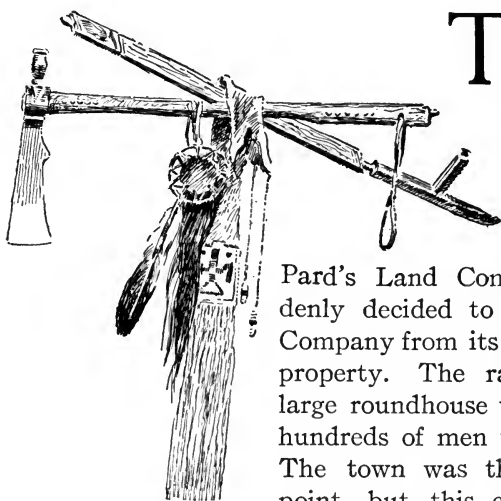 T
Pard's Land Con
denly decided to
Company from its
property. The ra
large roundhouse
hundreds of men
The town was th
point, but this